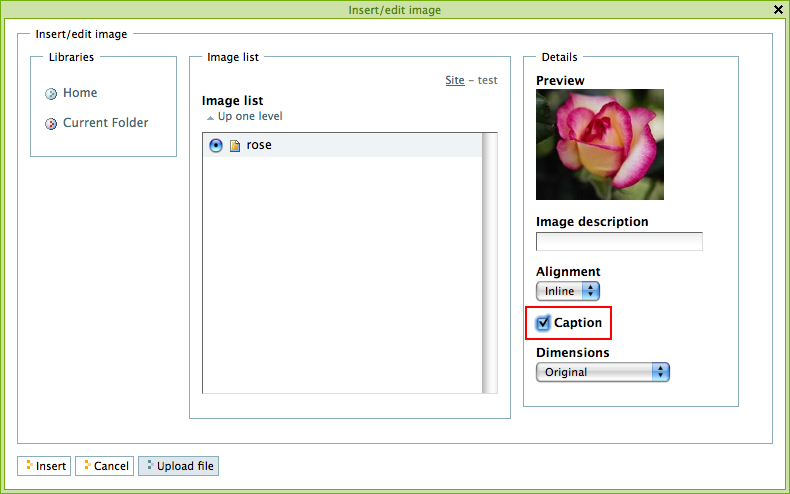 Insert/edit image
Insert/edit image
Libraries
Home
Current Folder
Image list
Site – test
Image list
Up one level
rose
Details
Preview
Image description
Alignment
Inline
Caption
Dimensions
Original
Insert
Cancel
Upload file